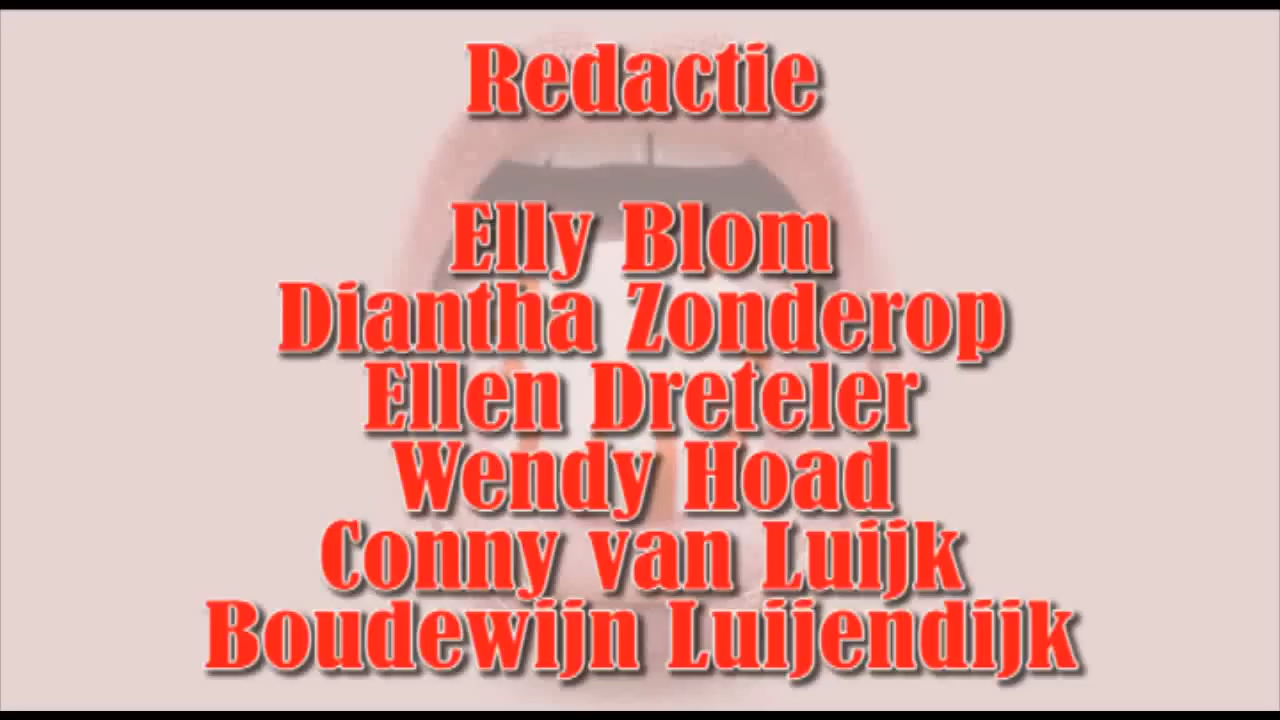 Redactie
Elly Blom
Diantha Zonderop
Ellen Dreteler
Wendy Hoad
Conny van Luijk
Boudewijn Luijendijk